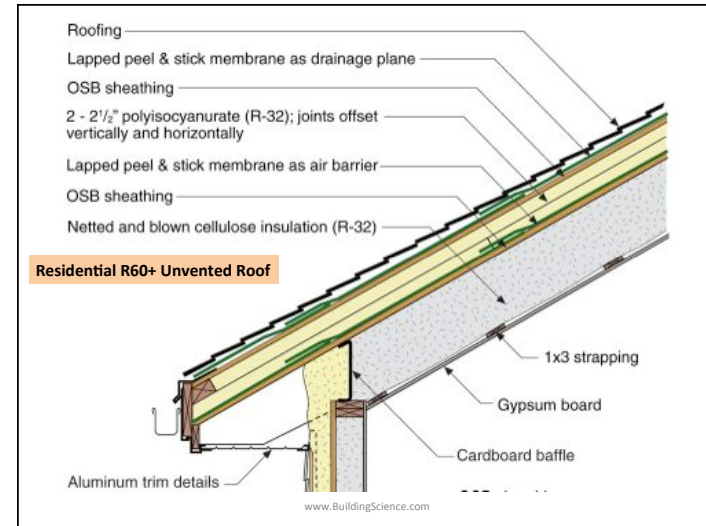 Roofing
Lapped peel & stick membrane as drainage plane
OSB sheathing
2 - 2 1/2" polyisocyanurate (R-32); joints offset
vertically and horizontally
Lapped peel & stick membrane as air barrier
OSB sheathing
Netted and blown cellulose insulation (R-32)
Residential R60+ Unvented Roof
1x3 strapping
Gypsum board
Cardboard baffle
Aluminum trim details
www.BuildingScience.com